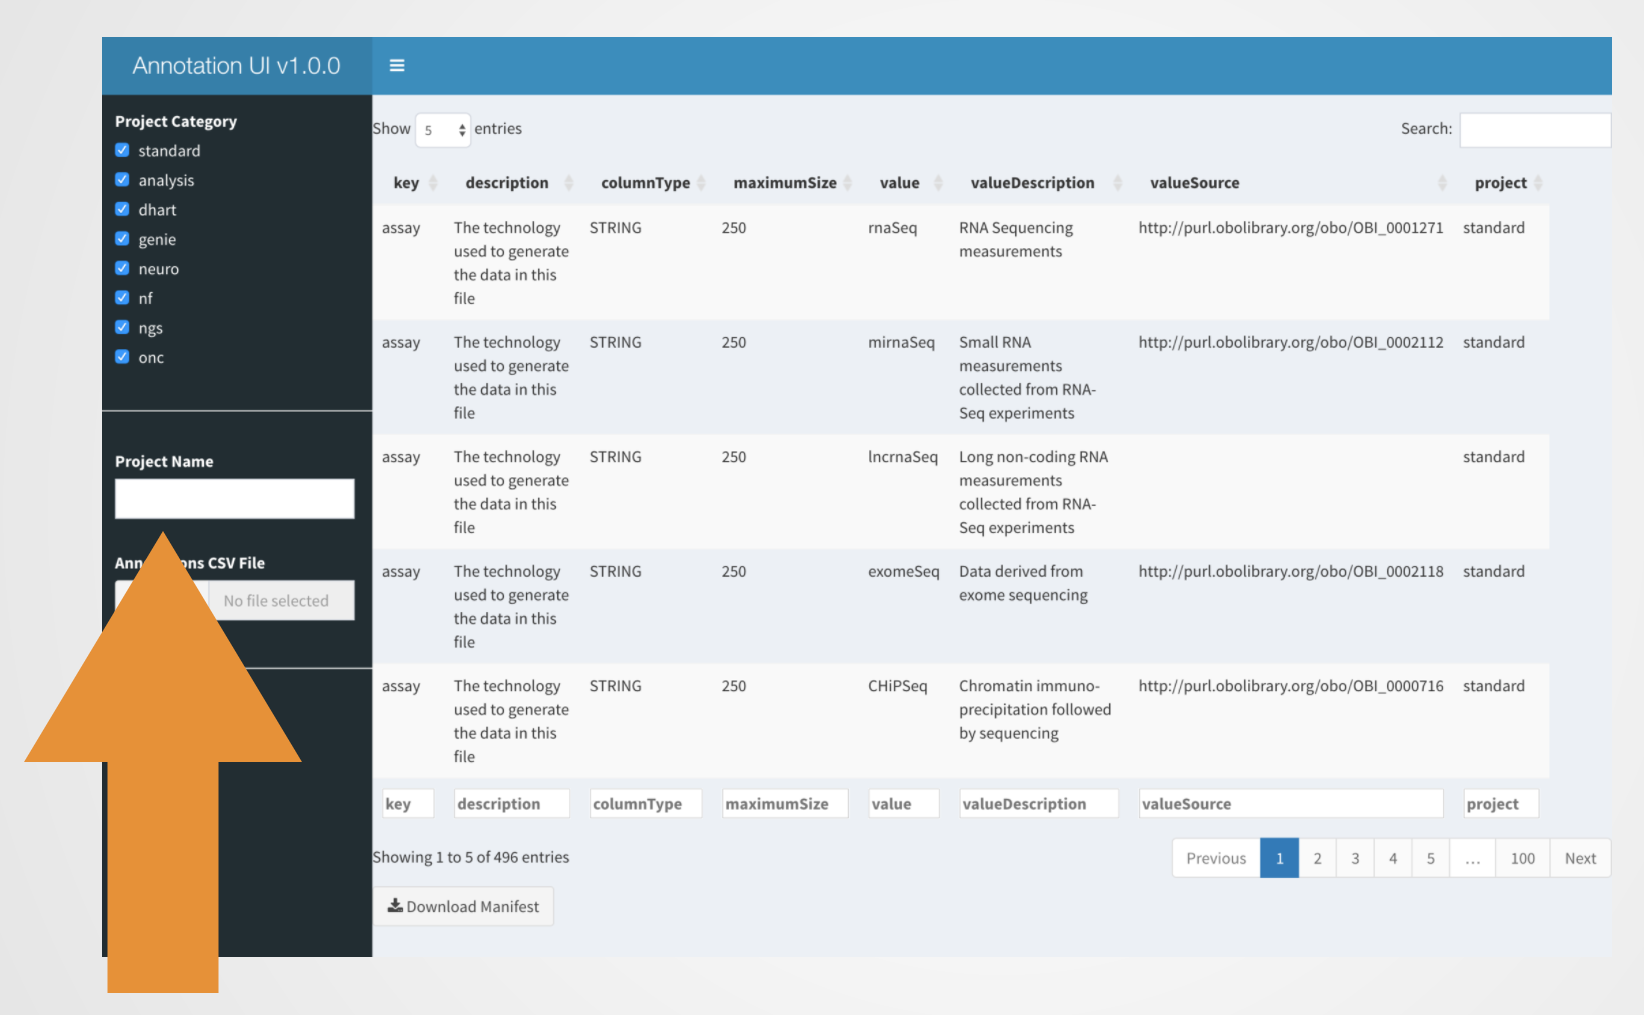 Annotation UI v1.0.0
Project Category
standard
analysis
dhart
genie
neuro
nf
ngs
onc
Project Name
CSV File
No file selected
Show 5 entries
Search:
key description columnType maximumSize value valueDescription valueSource project
assay The technology STRING 250 rnaSeq RNA Sequencing http://purl.obolibrary.org/obo/OBI_0001271 standard
used to generate measurements
the data in this
file
assay The technology STRING 250 mirnaSeq Small RNA http://purl.obolibrary.org/obo/OBI_0002112 standard
used to generate measurements
the data in this collected from RNA-
file Seq experiments
assay The technology STRING 250 lncrnaSeq Long non-coding RNA standard
used to generate measurements
the data in this collected from RNA-
file Seq experiments
assay The technology STRING 250 exomeSeq Data derived from http://purl.obolibrary.org/obo/OBI_0002118 standard
used to generate exome sequencing
the data in this
file
assay The technology STRING 250 CHiPSeq Chromatin immuno- http://purl.obolibrary.org/obo/OBI_0000716 standard
used to generate precipitation followed
the data in this by sequencing
file
key description columnType maximumSize value valueDescription valueSource project
Showing 1 to 5 of 496 entries
Previous 1 2 3 4 5 ... 100 Next
Download Manifest